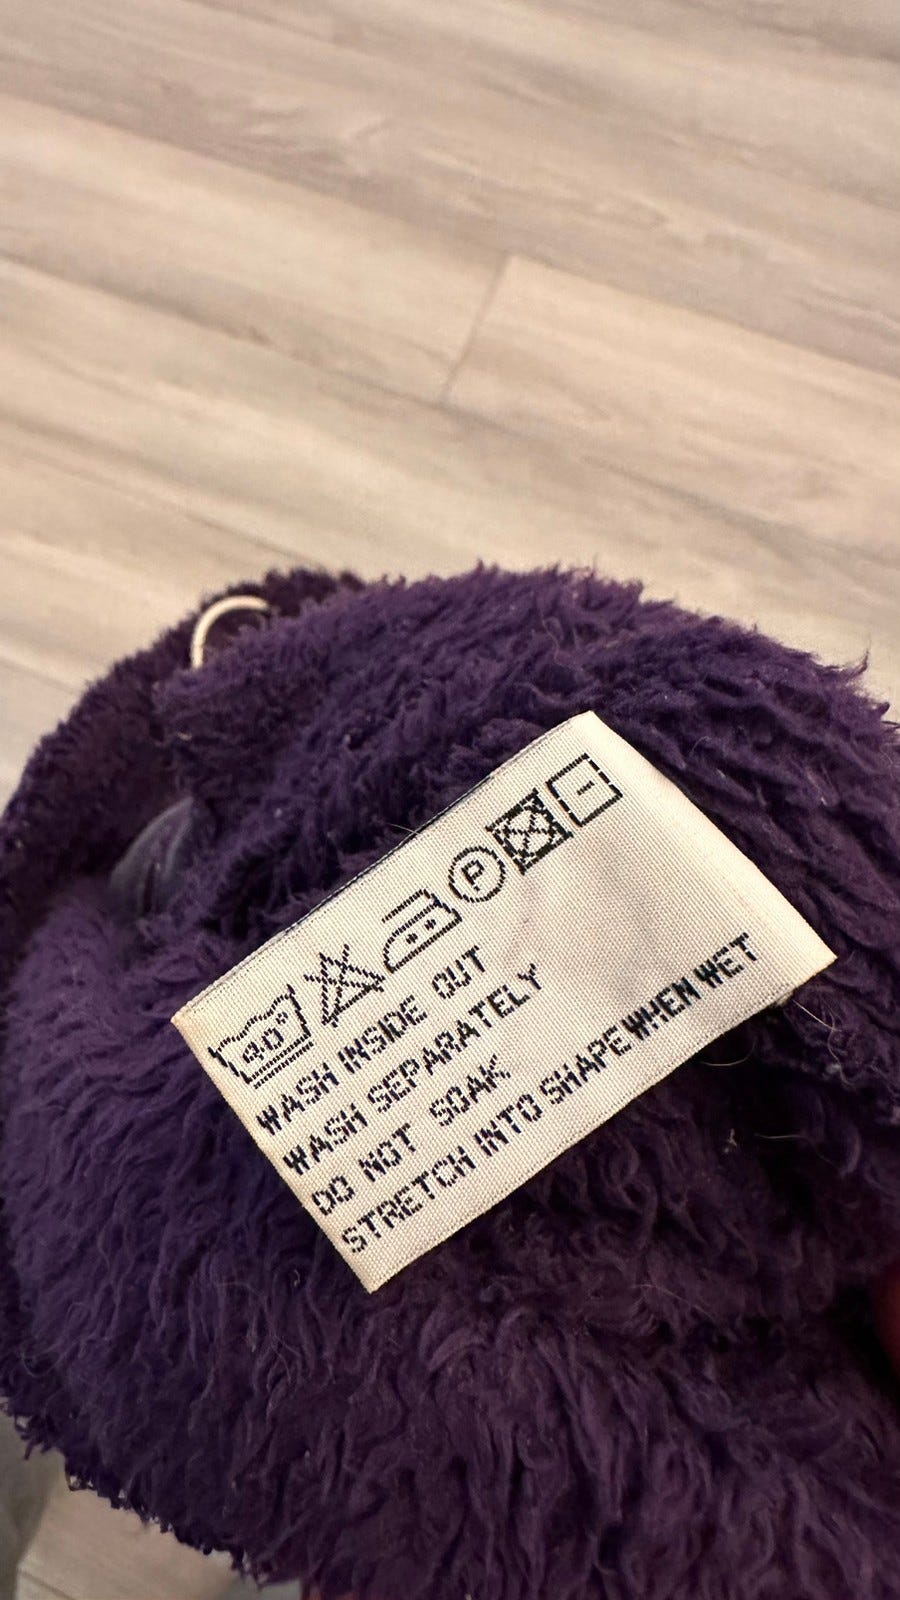 40°
P
WASH INSIDE OUT
WASH SEPARATELY
DO NOT SOAK
STRETCH INTO SHAPE WHEN WET